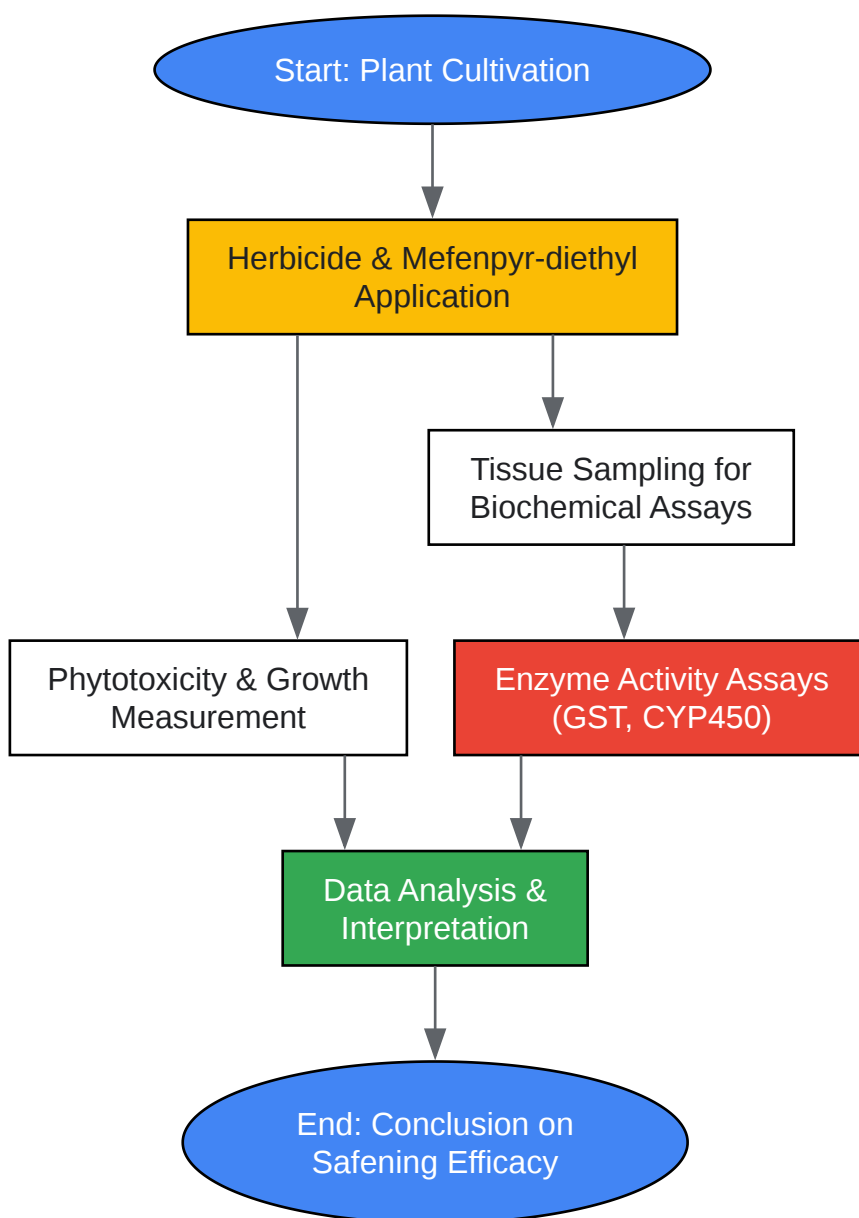 Start: Plant Cultivation
Herbicide & Mefenpyr-diethyl
Application
Tissue Sampling for
Biochemical Assays
Phytotoxicity & Growth
Measurement
Enzyme Activity Assays
(GST, CYP450)
Data Analysis &
Interpretation
End: Conclusion on
Safening Efficacy